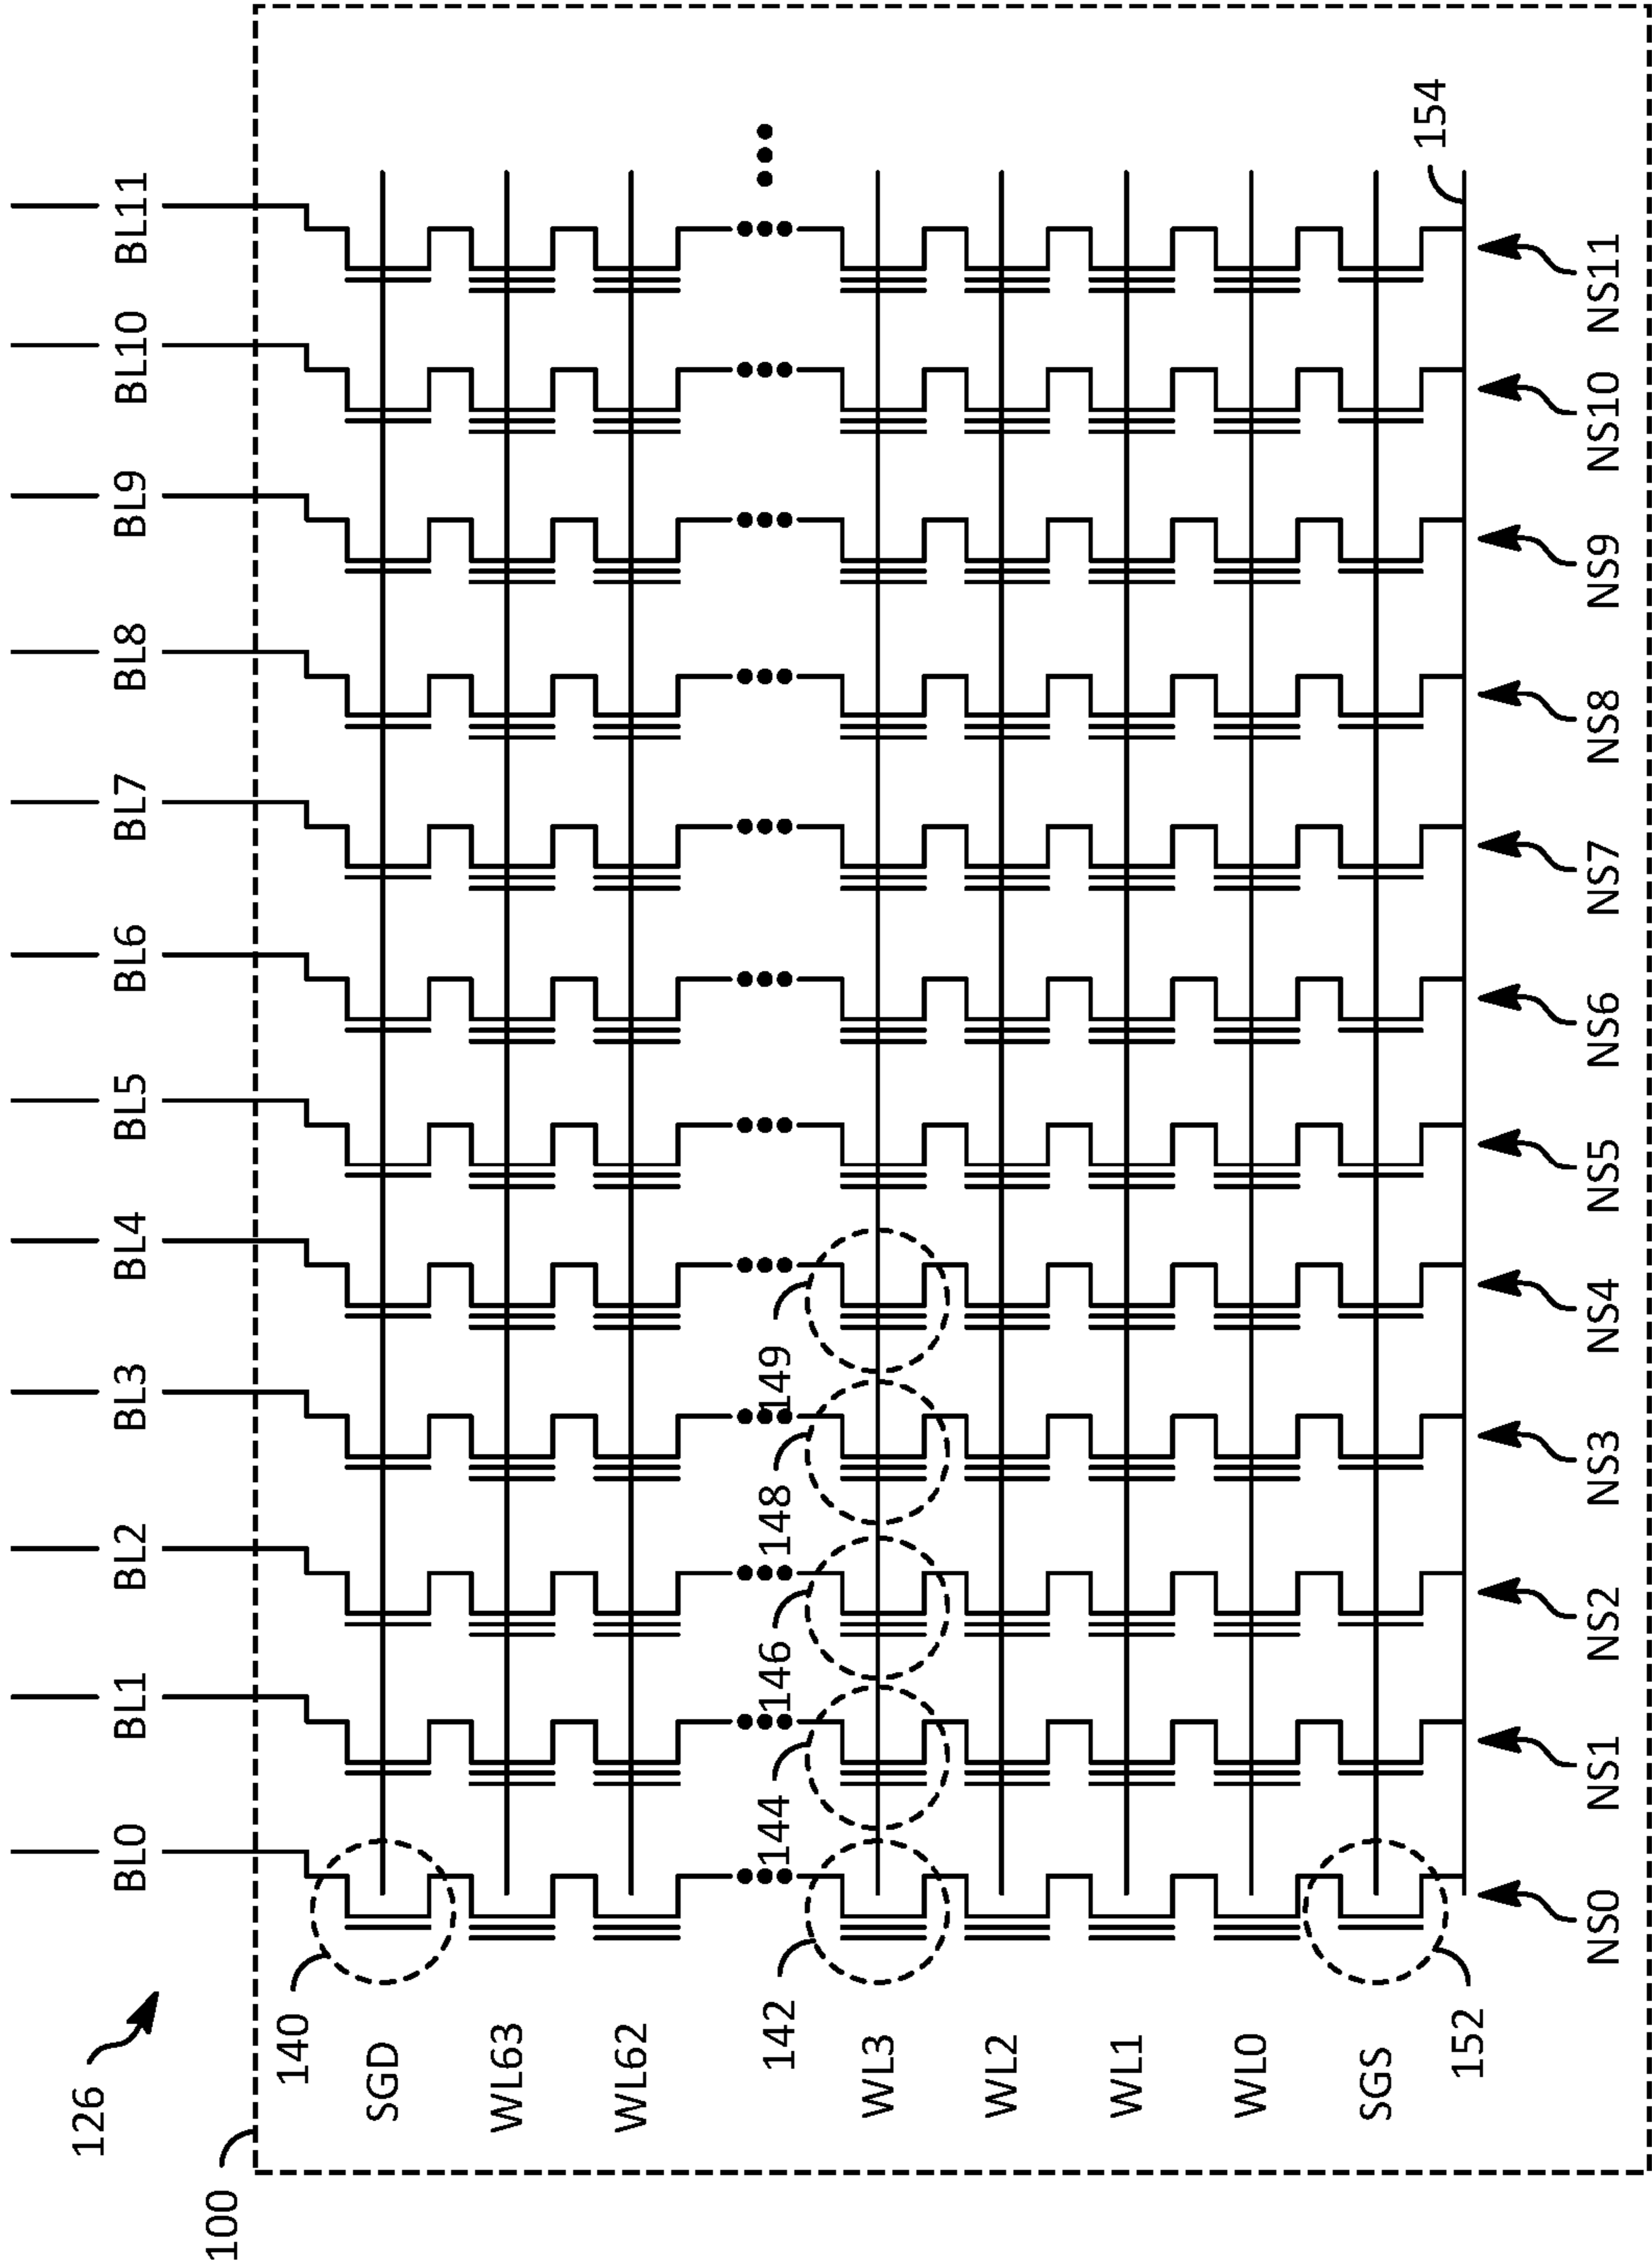 126
100
BL0 BL1 BL2 BL3 BL4 BL5 BL6 BL7 BL8 BL9 BL10 BL11
140
SGD
WL63
WL62
142 144 146 148 149
WL3
WL2
WL1
WL0
SGS
152
154
NS0 NS1 NS2 NS3 NS4 NS5 NS6 NS7 NS8 NS9 NS10 NS11